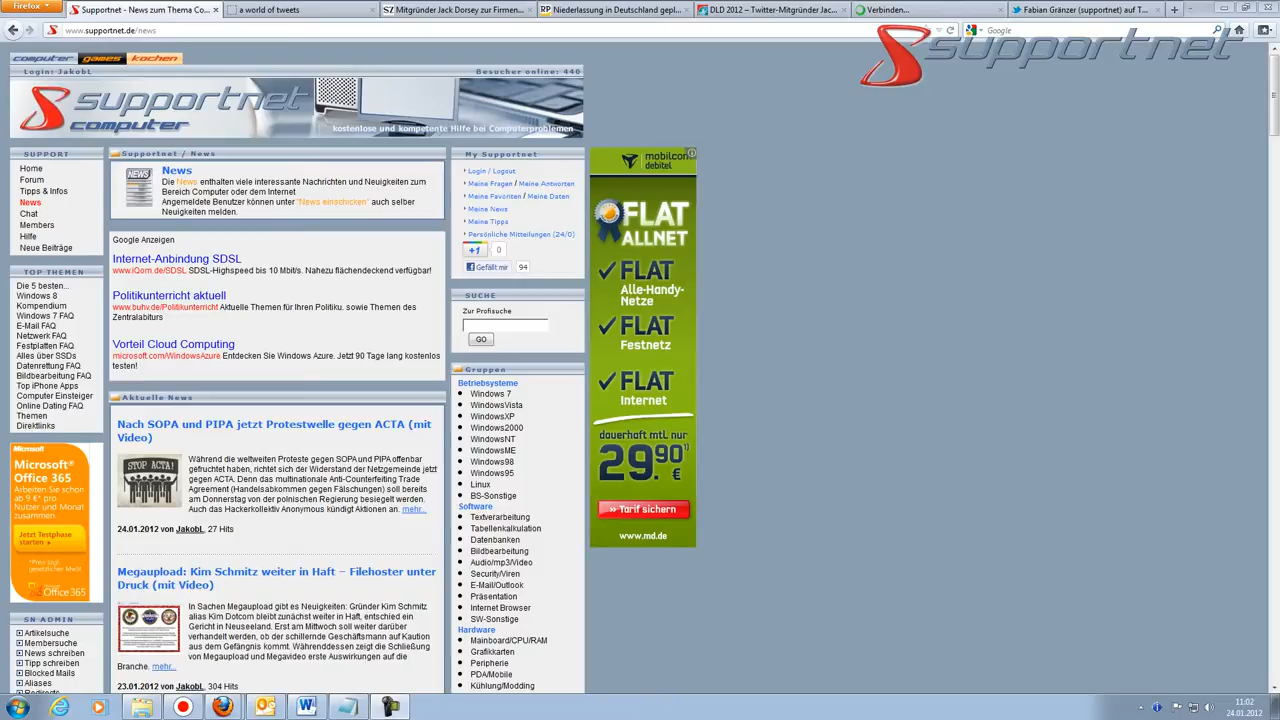 Firefox
Supportnet - News zum Thema Co...
a world of tweets
Mitgründer Jack Dorsey zur Firmen...
Niederlassung in Deutschland gepl...
DLD 2012 – Twitter-Mitgründer Jac...
Verbinden...
Fabian Gränzer (supportnet) auf T...
www.supportnet.de/news
Google
supportnet
computer
games
kochen
Login: JakobL
Besucher online: 440
supportnet
computer
kostenlose und kompetente Hilfe bei Computerproblemen
SUPPORT
Home
Forum
Tipps & Infos
News
Chat
Members
Hilfe
Neue Beiträge
TOP THEMEN
Die 5 besten...
Windows 8
Kompendium
Windows 7 FAQ
E-Mail FAQ
Netzwerk FAQ
Festplatten FAQ
Alles über SSDs
Datenrettung FAQ
Bildbearbeitung FAQ
Top iPhone Apps
Computer Einsteiger
Online Dating FAQ
Themen
Direktlinks
Microsoft
Office 365
Arbeiten Sie schon
ab 9 €* pro
Nutzer und Monat
zusammen.
Jetzt Testphase
starten
*Preis zzgl.
gesetzlicher MwSt.
Office365
SN ADMIN
Artikelsuche
Membersuche
News schreiben
Tipp schreiben
Blocked Mails
Aliases
Redirects
Supportnet / News
NEWS
News
Die News enthalten viele interessante Nachrichten und Neuigkeiten zum
Bereich Computer oder dem Internet
Angemeldete Benutzer können unter "News einschicken" auch selber
Neuigkeiten melden.
Google Anzeigen
Internet-Anbindung SDSL
www.iQom.de/SDSL SDSL-Highspeed bis 10 Mbit/s. Nahezu flächendeckend verfügbar!
Politikunterricht aktuell
www.buhv.de/Politikunterricht Aktuelle Themen für Ihren Politiku. sowie Themen des
Zentralabiturs
Vorteil Cloud Computing
microsoft.com/WindowsAzure Entdecken Sie Windows Azure. Jetzt 90 Tage lang kostenlos
testen!
Aktuelle News
Nach SOPA und PIPA jetzt Protestwelle gegen ACTA (mit
Video)
STOP ACTA!
Während die weltweiten Proteste gegen SOPA und PIPA offenbar
gefruchtet haben, richtet sich der Widerstand der Netzgemeinde jetzt
gegen ACTA. Denn das multinationale Anti-Counterfeiting Trade
Agreement (Handelsabkommen gegen Fälschungen) soll bereits
am Donnerstag von der polnischen Regierung besiegelt werden.
Auch das Hackerkollektiv Anonymous kündigt Aktionen an. mehr...
24.01.2012 von JakobL, 27 Hits
Megaupload: Kim Schmitz weiter in Haft – Filehoster unter
Druck (mit Video)
In Sachen Megaupload gibt es Neuigkeiten: Gründer Kim Schmitz
alias Kim Dotcom bleibt zunächst weiter in Haft, entschied ein
Gericht in Neuseeland. Erst am Mittwoch soll weiter darüber
verhandelt werden, ob der schillernde Geschäftsmann auf Kaution
aus dem Gefängnis kommt. Währenddessen zeigt die Schließung
von Megaupload und Megavideo erste Auswirkungen auf die
Branche. mehr...
23.01.2012 von JakobL, 304 Hits
My Supportnet
Login / Logout
Meine Fragen / Meine Antworten
Meine Favoriten / Meine Daten
Meine News
Meine Tipps
Persönliche Mitteilungen (24/0)
+1
0
Gefällt mir
94
SUCHE
Zur Profisuche
GO
Gruppen
Betriebsysteme
Windows 7
WindowsVista
WindowsXP
Windows2000
WindowsNT
WindowsME
Windows98
Windows95
Linux
BS-Sonstige
Software
Textverarbeitung
Tabellenkalkulation
Datenbanken
Bildbearbeitung
Audio/mp3/Video
Security/Viren
E-Mail/Outlook
Präsentation
Internet Browser
SW-Sonstige
Hardware
Mainboard/CPU/RAM
Grafikkarten
Peripherie
PDA/Mobile
Kühlung/Modding
mobilcom
debitel
FLAT
ALLNET
FLAT
Alle-Handy-
Netze
FLAT
Festnetz
FLAT
Internet
dauerhaft mtl. nur
29.90 1)
€
» Tarif sichern
www.md.de
11:02
24.01.2012